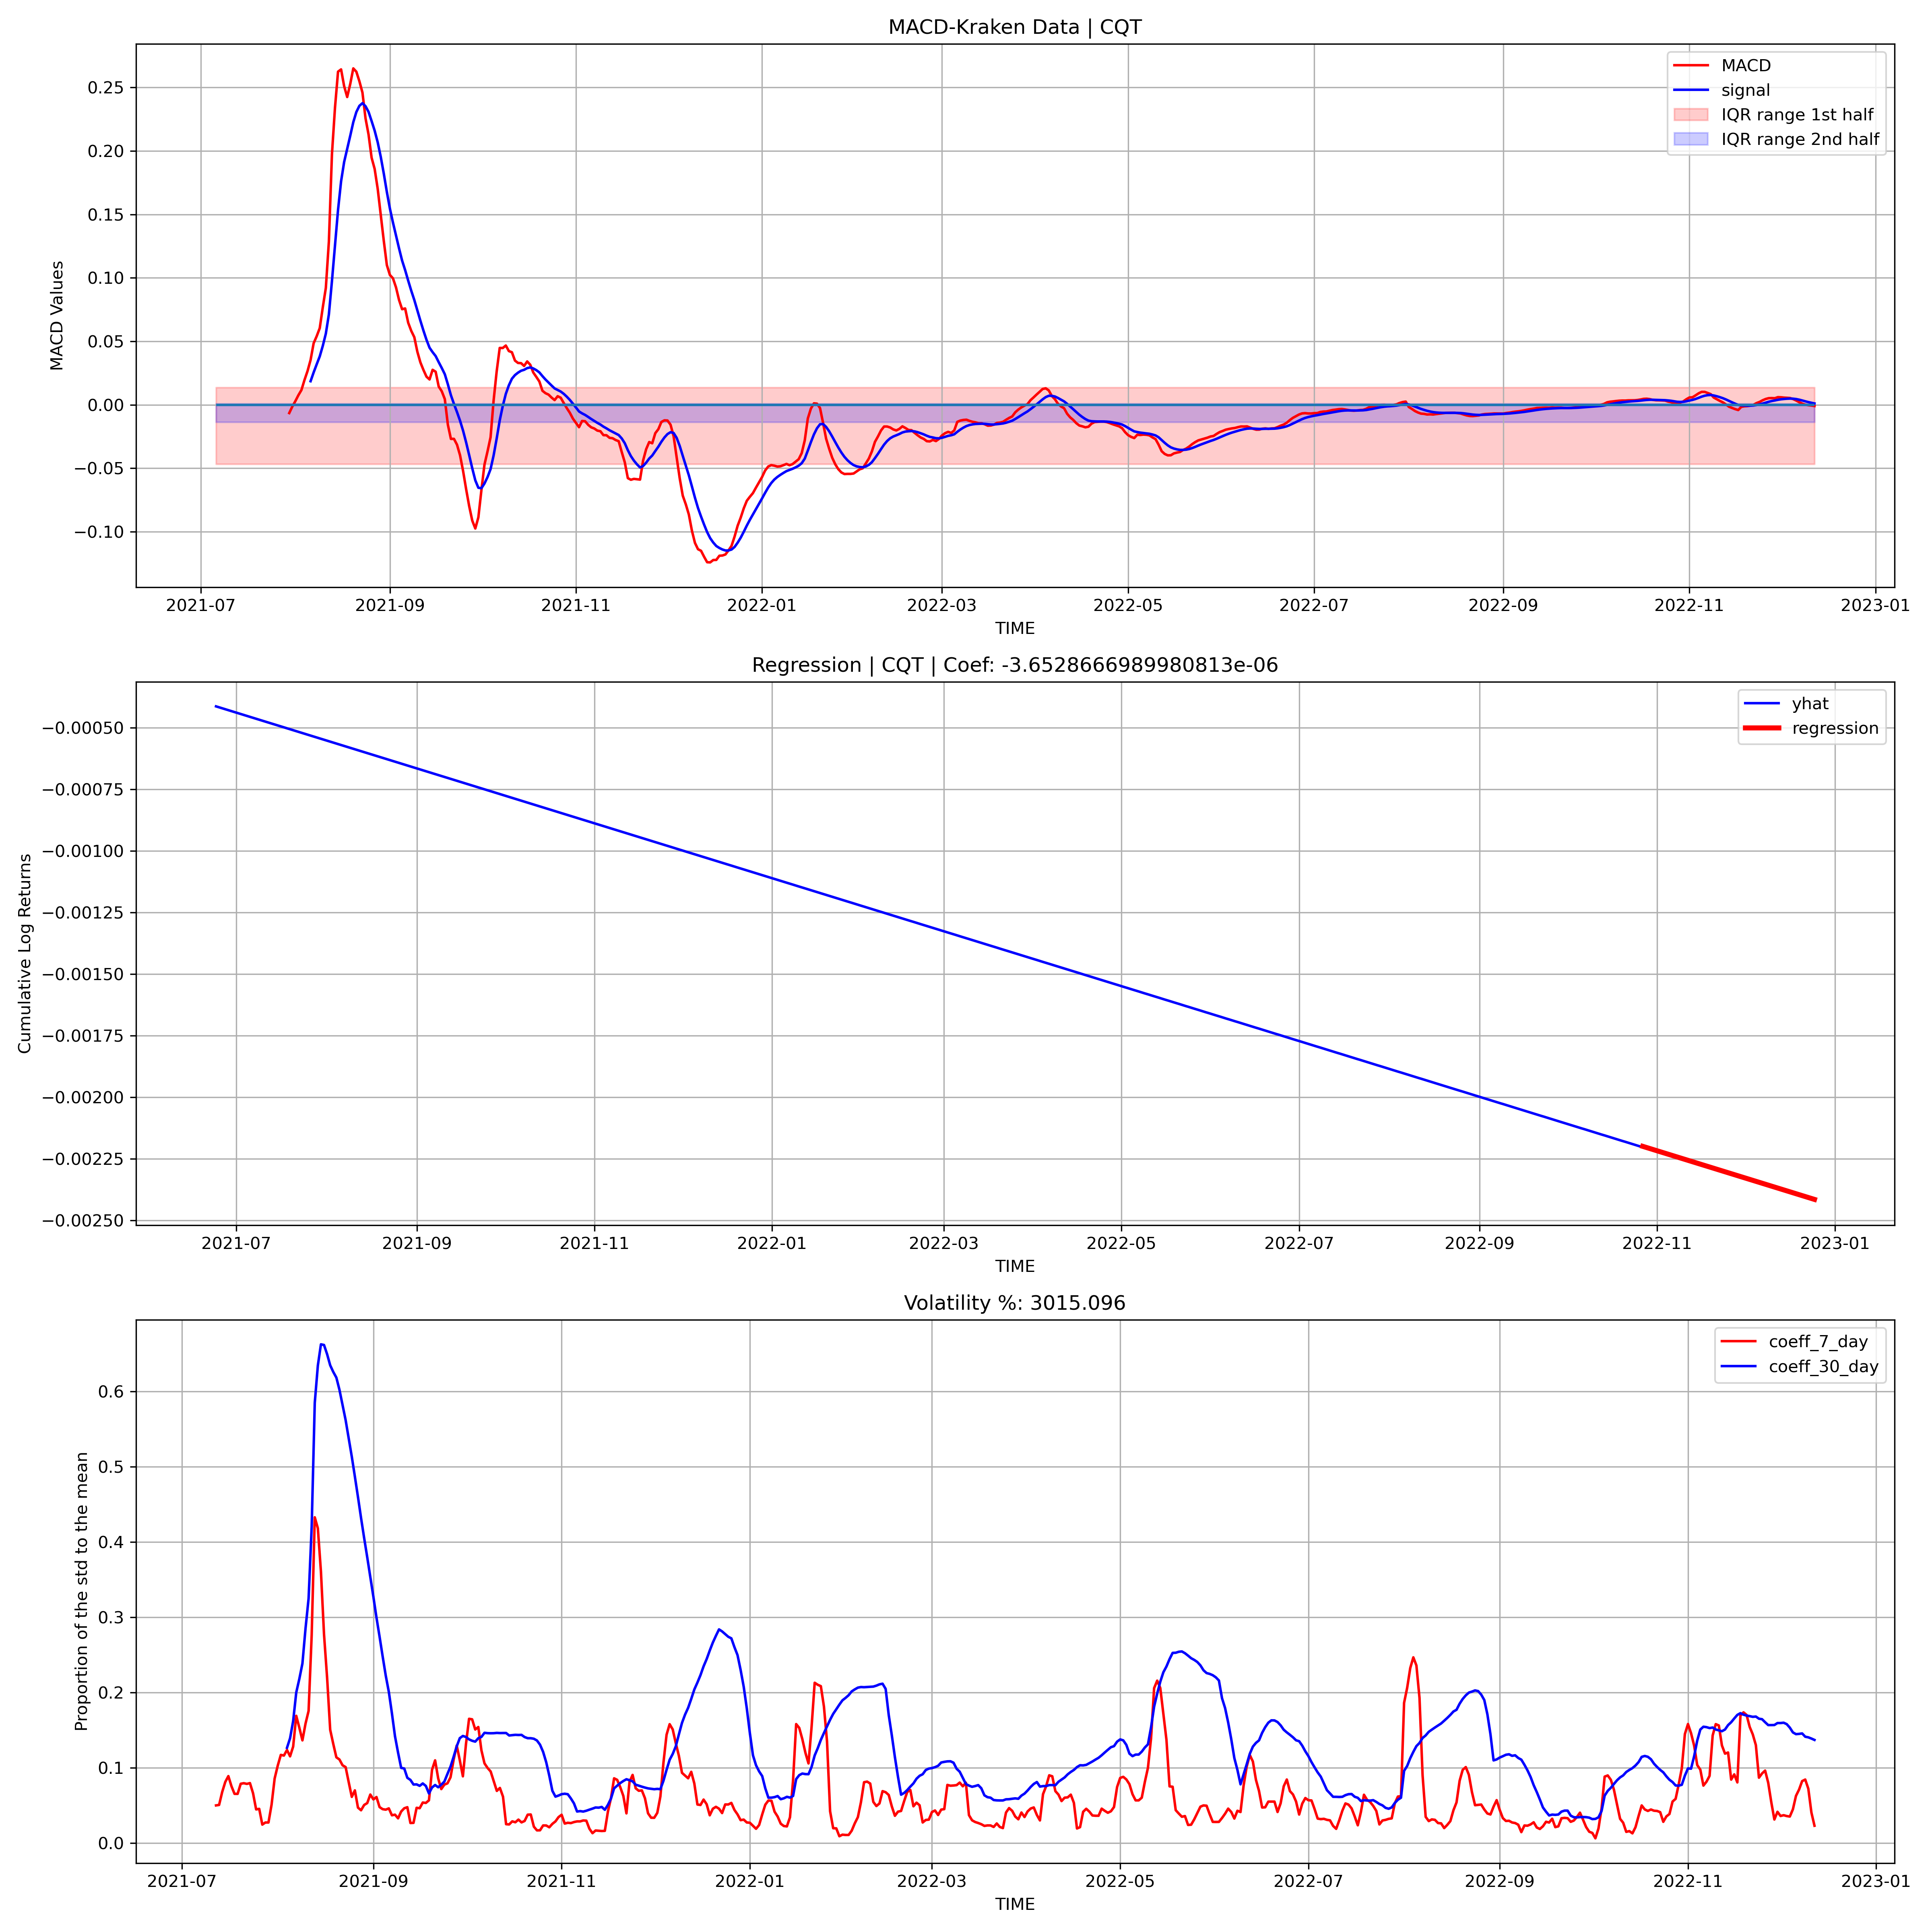 MACD-Kraken Data | CQT
MACD
signal
IQR range 1st half
IQR range 2nd half
MACD Values
0.25
0.20
0.15
0.10
0.05
0.00
−0.05
−0.10
2021-07 2021-09 2021-11 2022-01 2022-03 2022-05 2022-07 2022-09 2022-11 2023-01
TIME
Regression | CQT | Coef: -3.6528666989980813e-06
yhat
regression
Cumulative Log Returns
−0.00050
−0.00075
−0.00100
−0.00125
−0.00150
−0.00175
−0.00200
−0.00225
−0.00250
2021-07 2021-09 2021-11 2022-01 2022-03 2022-05 2022-07 2022-09 2022-11 2023-01
TIME
Volatility %: 3015.096
coeff_7_day
coeff_30_day
Proportion of the std to the mean
0.6
0.5
0.4
0.3
0.2
0.1
0.0
2021-07 2021-09 2021-11 2022-01 2022-03 2022-05 2022-07 2022-09 2022-11 2023-01
TIME